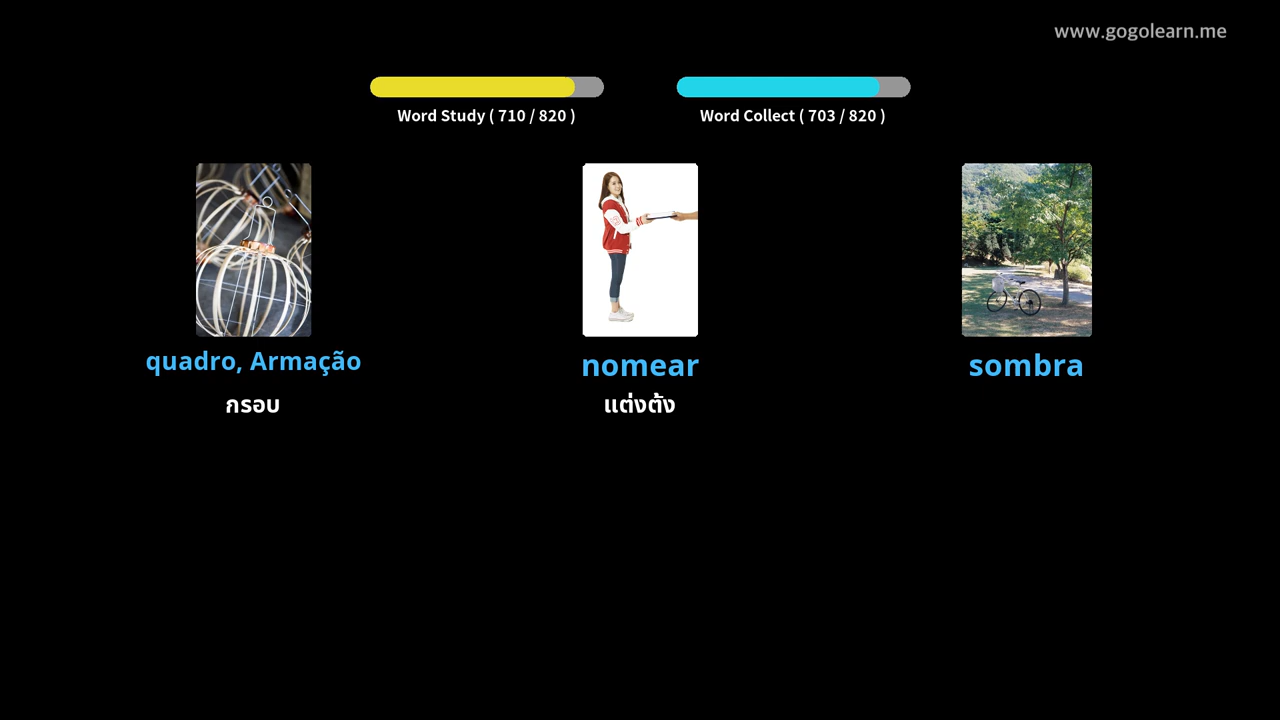 www.gogolearn.me
Word Study ( 710 / 820 )
Word Collect ( 703 / 820 )
quadro, Armação
nomear
sombra
กรอบ
แต่งตั้ง